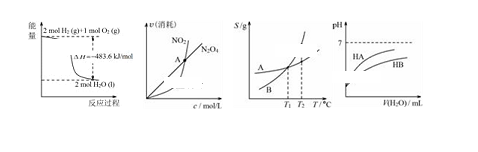 能
量
2 mol H₂ (g)+1 mol O₂ (g)
ΔH=−483.6 kJ/mol
2 mol H₂O (l)
反应过程
v(消耗)
NO₂
N₂O₄
A
c / mol/L
S/g
A
B
T₁ T₂ T/℃
pH
7
HA
HB
V(H₂O) / mL